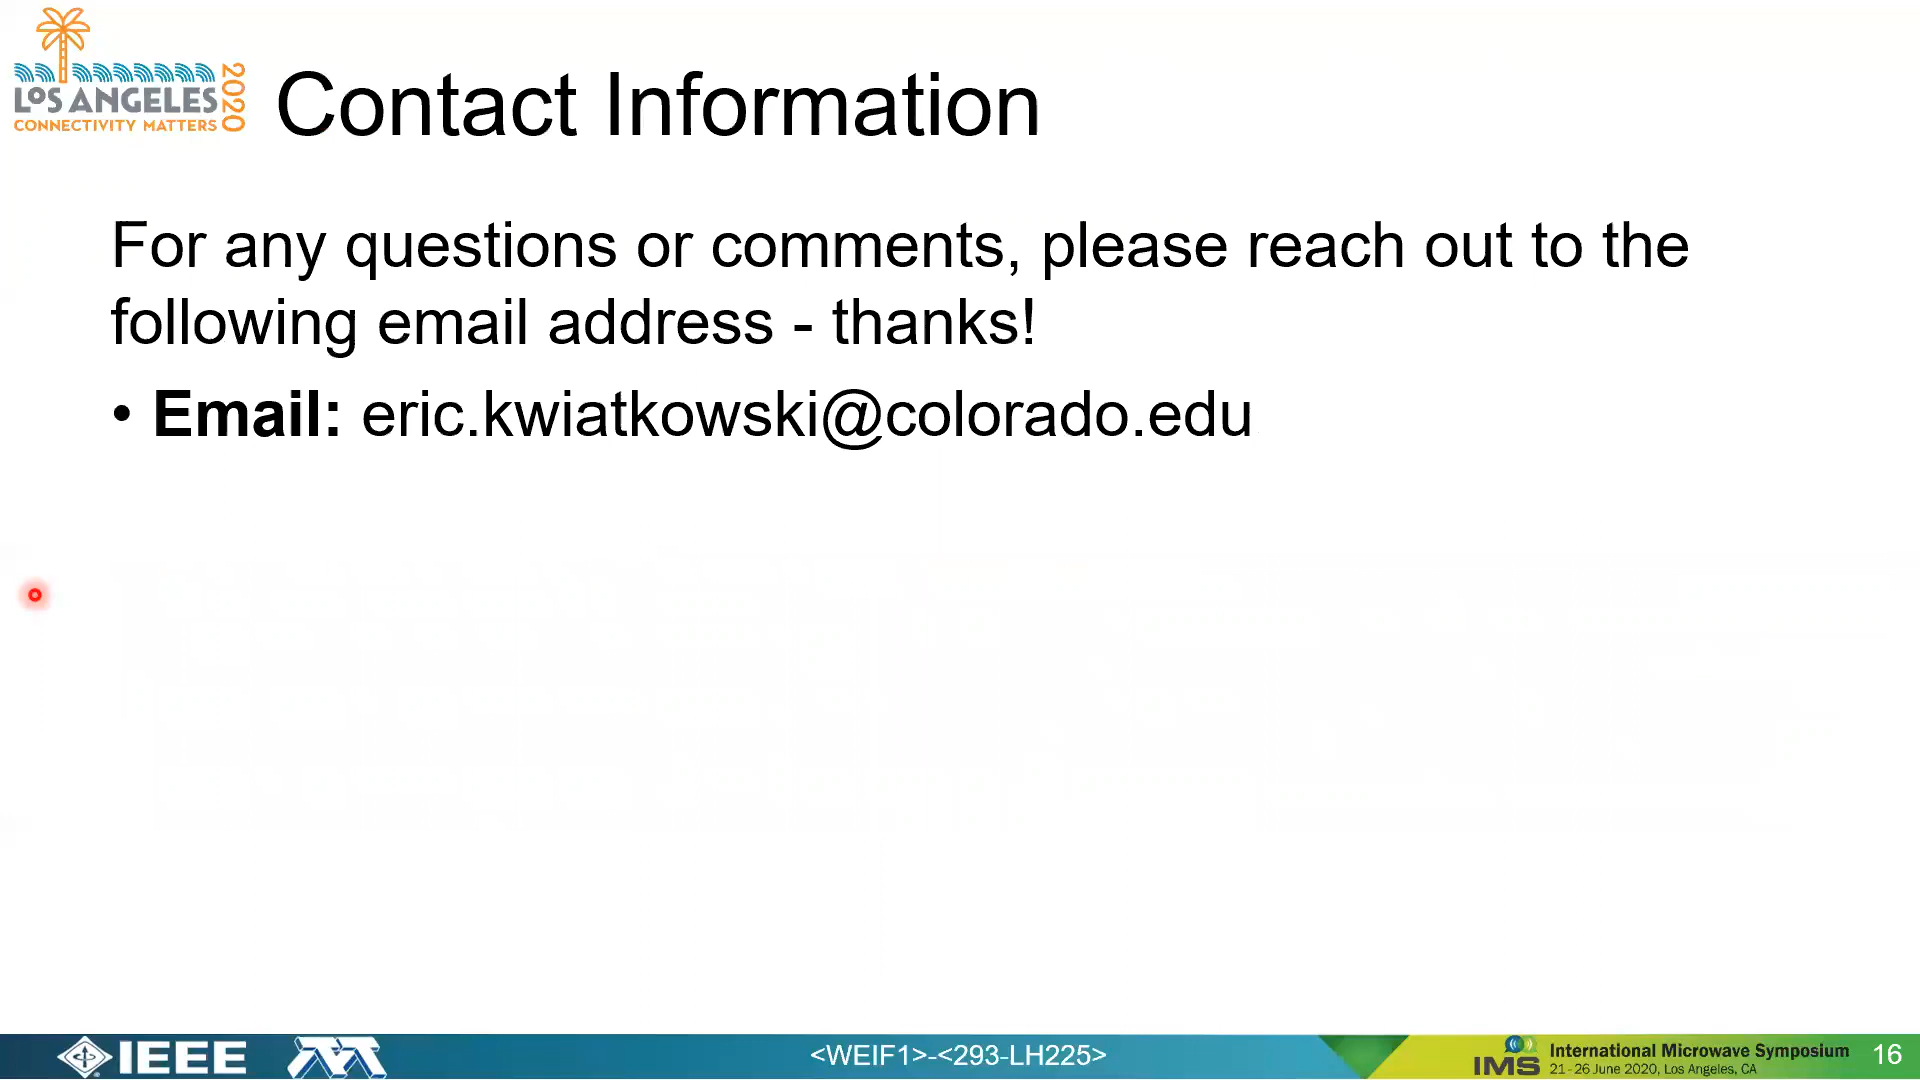 LOS ANGELES
2020
CONNECTIVITY MATTERS
Contact Information
For any questions or comments, please reach out to the
following email address - thanks!
• Email: eric.kwiatkowski@colorado.edu
IEEE
<WEIF1>-<293-LH225>
IMS
International Microwave Symposium
21-26 June 2020, Los Angeles, CA
16